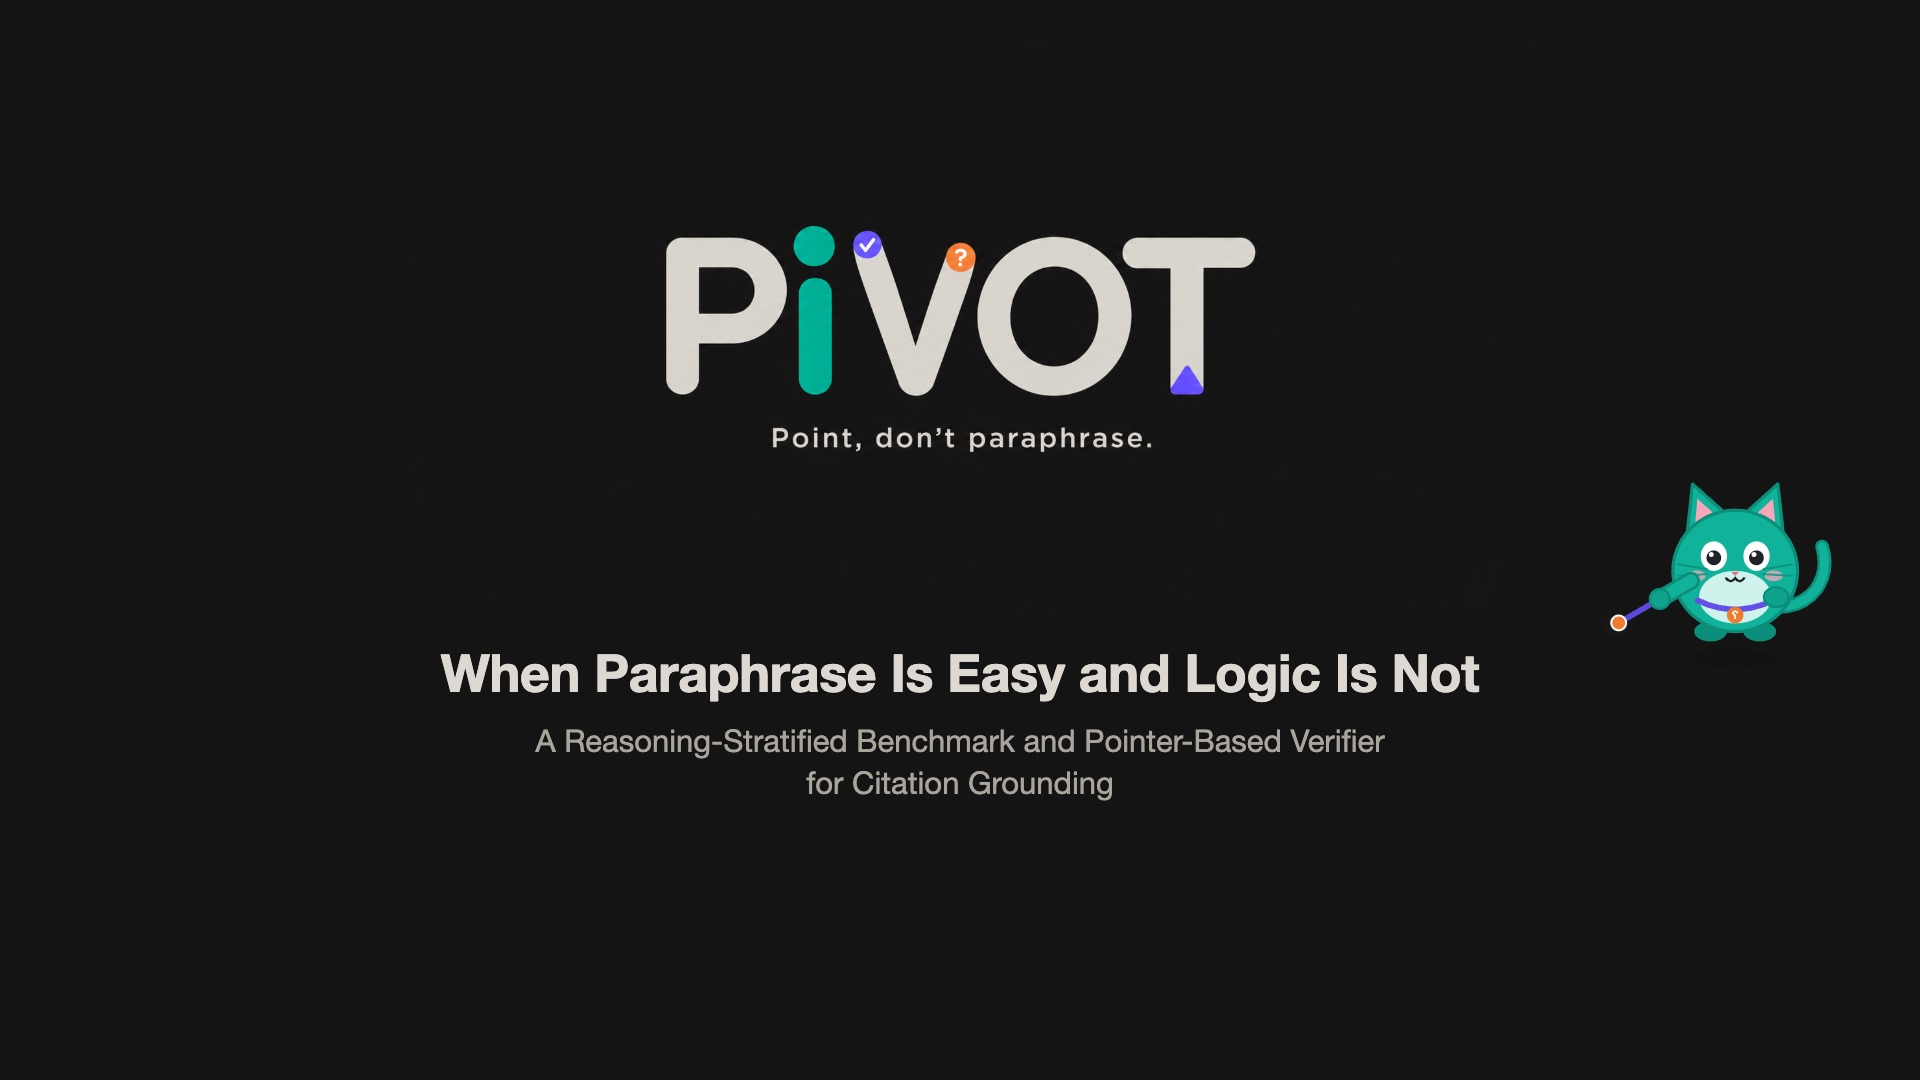 PiVOT
Point, don’t paraphrase.
When Paraphrase Is Easy and Logic Is Not
A Reasoning-Stratified Benchmark and Pointer-Based Verifier
for Citation Grounding